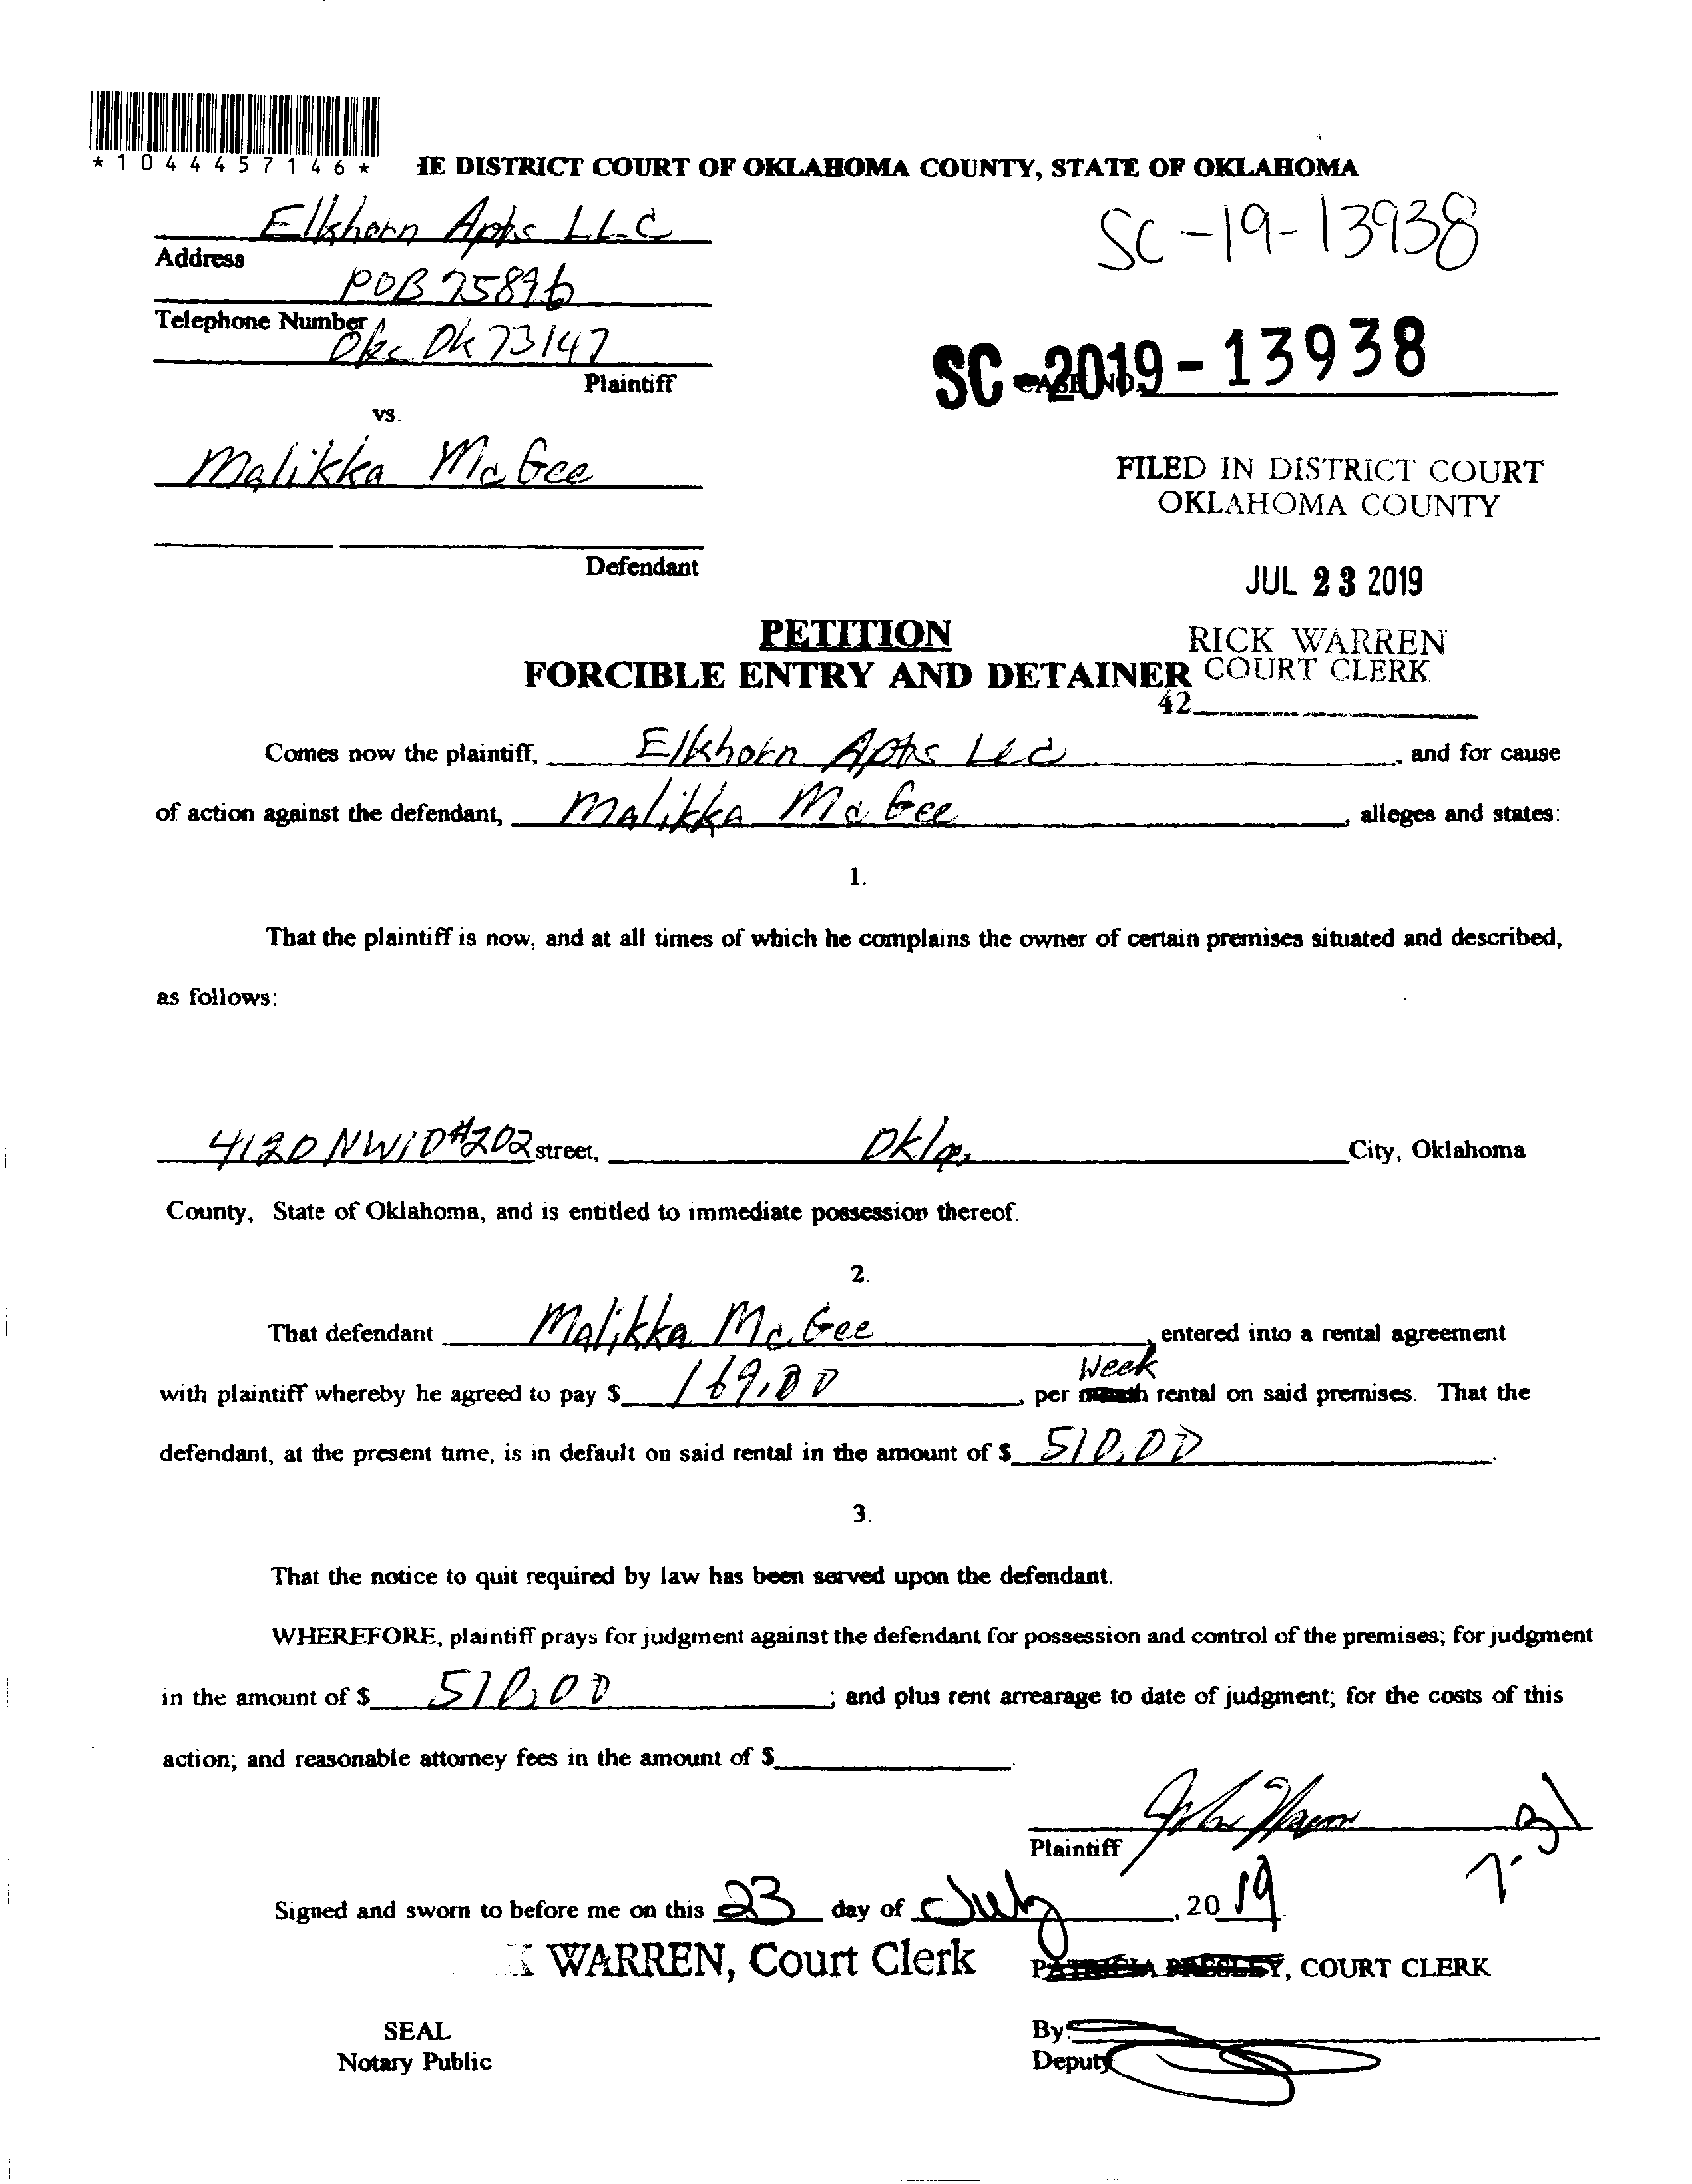 *1044457146*
HE DISTRICT COURT OF OKLAHOMA COUNTY, STATE OF OKLAHOMA
Elkhorn Apts LLC
SC-19-13938
Address
POB 75896
Telephone Number
Okc Ok 73147
Plaintiff
SC-2019-13938
CASE NO.
vs.
Malikka McGee
FILED IN DISTRICT COURT
OKLAHOMA COUNTY
Defendant
JUL 23 2019
PETITION
RICK WARREN
FORCIBLE ENTRY AND DETAINER COURT CLERK
42
Comes now the plaintiff, Elkhorn Apts LLC, and for cause
of action against the defendant, Malikka McGee, alleges and states:
1.
That the plaintiff is now, and at all times of which he complains the owner of certain premises situated and described,
as follows:
4120 NW10 #202 street, Okla. City, Oklahoma
County, State of Oklahoma, and is entitled to immediate possession thereof.
2.
That defendant Malikka McGee, entered into a rental agreement
Week
with plaintiff whereby he agreed to pay $ 169.00, per month rental on said premises. That the
defendant, at the present time, is in default on said rental in the amount of $ 510.00.
3.
That the notice to quit required by law has been served upon the defendant.
WHEREFORE, plaintiff prays for judgment against the defendant for possession and control of the premises; for judgment
in the amount of $ 510.00; and plus rent arrearage to date of judgment; for the costs of this
action; and reasonable attorney fees in the amount of $
Plaintiff
7-31
Signed and sworn to before me on this 23 day of July, 2019
K WARREN, Court Clerk
PATRICIA PRESLEY, COURT CLERK
SEAL
By:
Notary Public
Deputy